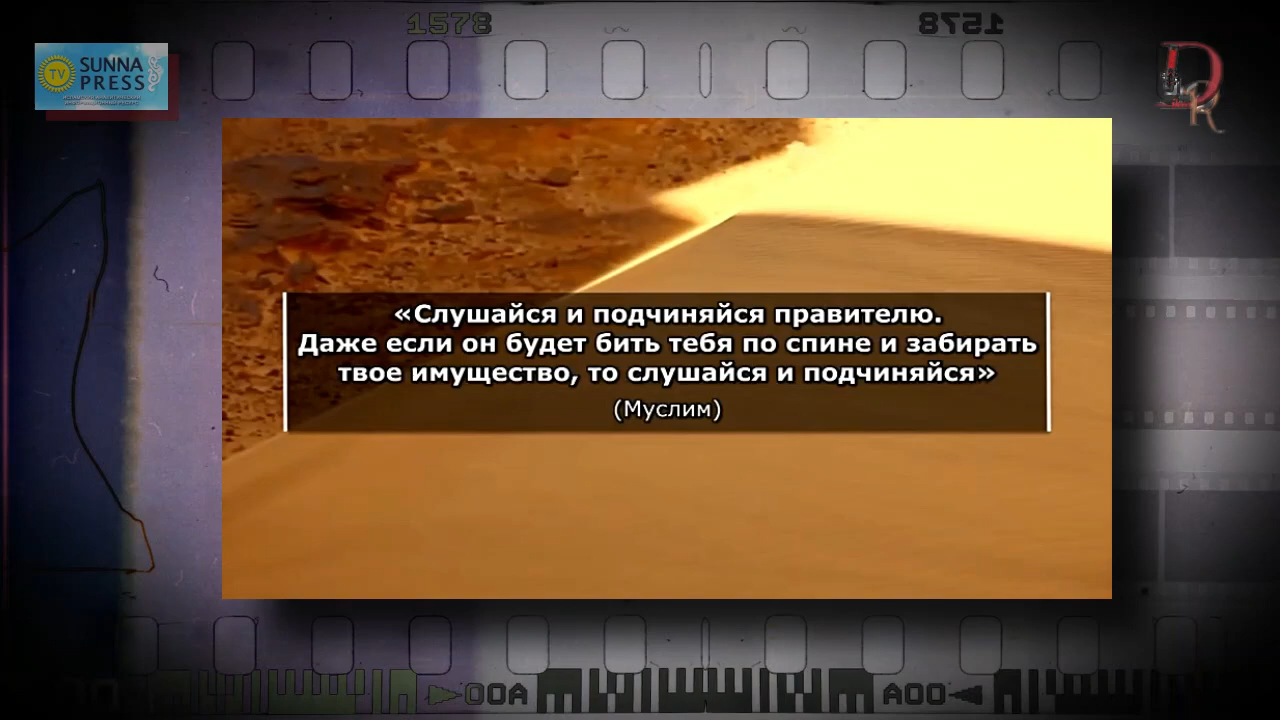 1578
1578
TV
SUNNA
PRESS
D
R
«Слушайся и подчиняйся правителю.
Даже если он будет бить тебя по спине и забирать
твое имущество, то слушайся и подчиняйся»
(Муслим)
00A
A00